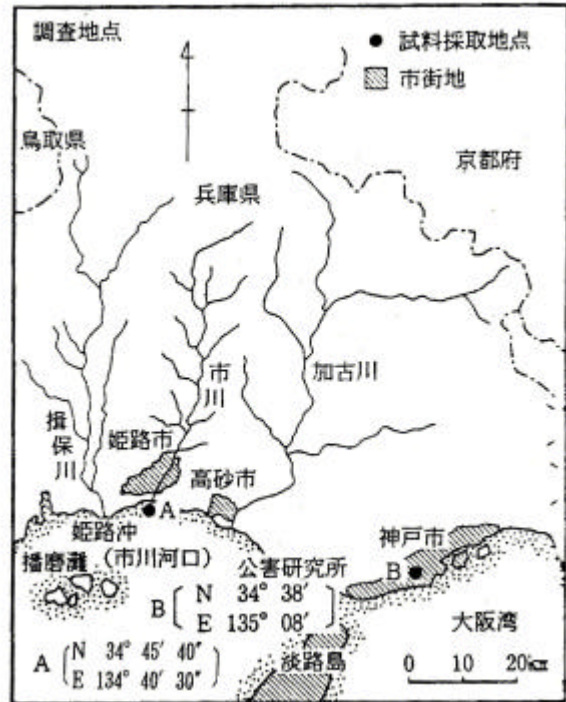 調査地点
● 試料採取地点
市街地
鳥取県
京都府
兵庫県
市川
加古川
揖保川
姫路市
高砂市
A
姫路沖
(市川河口)
播磨灘
神戸市
B
公害研究所
B N 34° 38′
E 135° 08′
大阪湾
A N 34° 45′ 40″
E 134° 40′ 30″
淡路島
0 10 20km